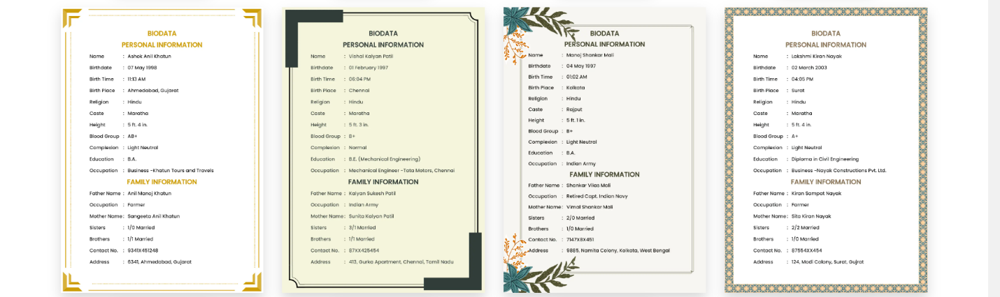 BIODATA
PERSONAL INFORMATION
Name : Ashok Anil Khatun
Birthdate : 07 May 1998
Birth Time : 11:13 AM
Birth Place : Ahmedabad, Gujarat
Religion : Hindu
Caste : Maratha
Height : 5 ft. 4 in.
Blood Group : AB+
Complexion : Light Neutral
Education : B.A.
Occupation : Business -Khatun Tours and Travels
FAMILY INFORMATION
Father Name : Anil Manoj Khatun
Occupation : Farmer
Mother Name : Sangeeta Anil Khatun
Sisters : 1/0 Married
Brothers : 1/1 Married
Contact No. : 9341X451248
Address : 6341, Ahmedabad, Gujarat
BIODATA
PERSONAL INFORMATION
Name : Vishal Kalyan Patil
Birthdate : 01 February 1997
Birth Time : 06:04 PM
Birth Place : Chennai
Religion : Hindu
Caste : Maratha
Height : 5 ft. 3 in.
Blood Group : B+
Complexion : Normal
Education : B.E. (Mechanical Engineering)
Occupation : Mechanical Engineer -Tata Motors, Chennai
FAMILY INFORMATION
Father Name : Kalyan Sukesh Patil
Occupation : Indian Army
Mother Name : Sunita Kalyan Patil
Sisters : 3/1 Married
Brothers : 1/1 Married
Contact No. : 87XX425454
Address : 413, Gurka Apartment, Chennai, Tamil Nadu
BIODATA
PERSONAL INFORMATION
Name : Manoj Shankar Mali
Birthdate : 04 May 1997
Birth Time : 01:02 AM
Birth Place : Kolkata
Religion : Hindu
Caste : Rajput
Height : 5 ft. 1 in.
Blood Group : B+
Complexion : Light Neutral
Education : B.A.
Occupation : Indian Army
FAMILY INFORMATION
Father Name : Shankar Vilas Mali
Occupation : Retired Capt. Indian Navy
Mother Name : Vimal Shankar Mali
Sisters : 2/0 Married
Brothers : 1/0 Married
Contact No. : 7147X8X451
Address : 9885, Namita Colony, Kolkata, West Bengal
BIODATA
PERSONAL INFORMATION
Name : Lakshmi Kiran Nayak
Birthdate : 02 March 2003
Birth Time : 04:05 PM
Birth Place : Surat
Religion : Hindu
Caste : Maratha
Height : 5 ft. 4 in.
Blood Group : A+
Complexion : Light Neutral
Education : Diploma in Civil Engineering
Occupation : Business -Nayak Constructions Pvt. Ltd.
FAMILY INFORMATION
Father Name : Kiran Sampat Nayak
Occupation : Farmer
Mother Name : Sita Kiran Nayak
Sisters : 2/2 Married
Brothers : 1/0 Married
Contact No. : 87554XX454
Address : 124, Modi Colony, Surat, Gujrat